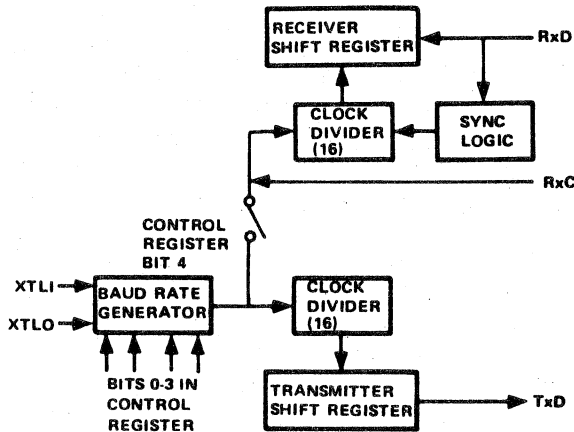 RECEIVER
SHIFT REGISTER
RxD
CLOCK
DIVIDER
(16)
SYNC
LOGIC
RxC
CONTROL
REGISTER
BIT 4
XTLI
XTLO
BAUD RATE
GENERATOR
CLOCK
DIVIDER
(16)
BITS 0-3 IN
CONTROL
REGISTER
TRANSMITTER
SHIFT REGISTER
TxD